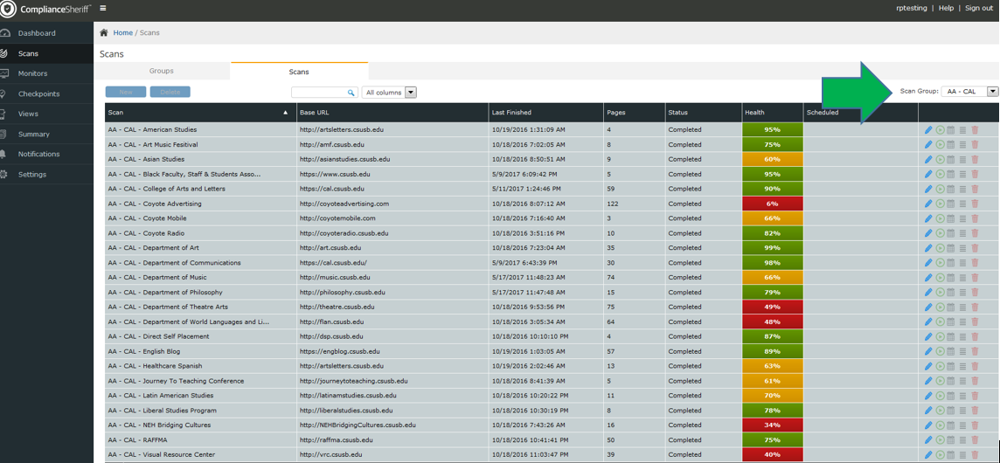 ComplianceSheriff™
rptesting | Help | Sign out
Dashboard
Scans
Monitors
Checkpoints
Views
Summary
Notifications
Settings
Home / Scans
Scans
Groups
Scans
New Delete All columns Scan Group: AA - CAL
Scan Base URL Last Finished Pages Status Health Scheduled
AA - CAL - American Studies http://artsletters.csusb.edu 10/19/2016 1:31:09 AM 4 Completed 95%
AA - CAL - Art Music Fesitival http://amf.csusb.edu 10/18/2016 7:02:05 AM 8 Completed 75%
AA - CAL - Asian Studies http://asianstudies.csusb.edu 10/18/2016 8:50:51 AM 9 Completed 60%
AA - CAL - Black Faculty, Staff & Students Asso... https://www.csusb.edu 5/9/2017 6:09:42 PM 5 Completed 95%
AA - CAL - College of Arts and Letters https://cal.csusb.edu 5/11/2017 1:24:46 PM 59 Completed 90%
AA - CAL - Coyote Advertising http://coyoteadvertising.com 10/18/2016 8:07:12 AM 122 Completed 6%
AA - CAL - Coyote Mobile http://coyotemobile.com 10/18/2016 7:16:40 AM 3 Completed 66%
AA - CAL - Coyote Radio http://coyoteradio.csusb.edu 10/18/2016 3:51:16 PM 10 Completed 82%
AA - CAL - Department of Art http://art.csusb.edu 10/18/2016 7:23:04 AM 35 Completed 99%
AA - CAL - Department of Communications https://cal.csusb.edu/ 5/9/2017 6:43:39 PM 30 Completed 98%
AA - CAL - Department of Music http://music.csusb.edu 5/17/2017 11:48:23 AM 74 Completed 66%
AA - CAL - Department of Philosophy http://philosophy.csusb.edu 5/17/2017 11:47:48 AM 15 Completed 79%
AA - CAL - Department of Theatre Arts http://theatre.csusb.edu 10/18/2016 9:53:56 PM 75 Completed 49%
AA - CAL - Department of World Languages and Li... http://flan.csusb.edu 10/18/2016 3:05:34 AM 64 Completed 48%
AA - CAL - Direct Self Placement http://dsp.csusb.edu 10/18/2016 10:10:10 PM 4 Completed 87%
AA - CAL - English Blog https://engblog.csusb.edu 10/19/2016 1:03:05 AM 57 Completed 89%
AA - CAL - Healthcare Spanish http://artsletters.csusb.edu 10/19/2016 2:02:46 AM 13 Completed 63%
AA - CAL - Journey To Teaching Conference http://journeytoteaching.csusb.edu 10/18/2016 8:41:39 AM 5 Completed 61%
AA - CAL - Latin American Studies http://latinamstudies.csusb.edu 10/18/2016 10:20:22 PM 11 Completed 70%
AA - CAL - Liberal Studies Program http://liberalstudies.csusb.edu 10/18/2016 10:30:19 PM 8 Completed 78%
AA - CAL - NEH Bridging Cultures http://NEHBridgingCultures.csusb.edu 10/18/2016 7:43:26 AM 16 Completed 34%
AA - CAL - RAFFMA http://raffma.csusb.edu 10/18/2016 10:41:41 PM 50 Completed 75%
AA - CAL - Visual Resource Center http://vrc.csusb.edu 10/18/2016 11:03:47 PM 39 Completed 40%